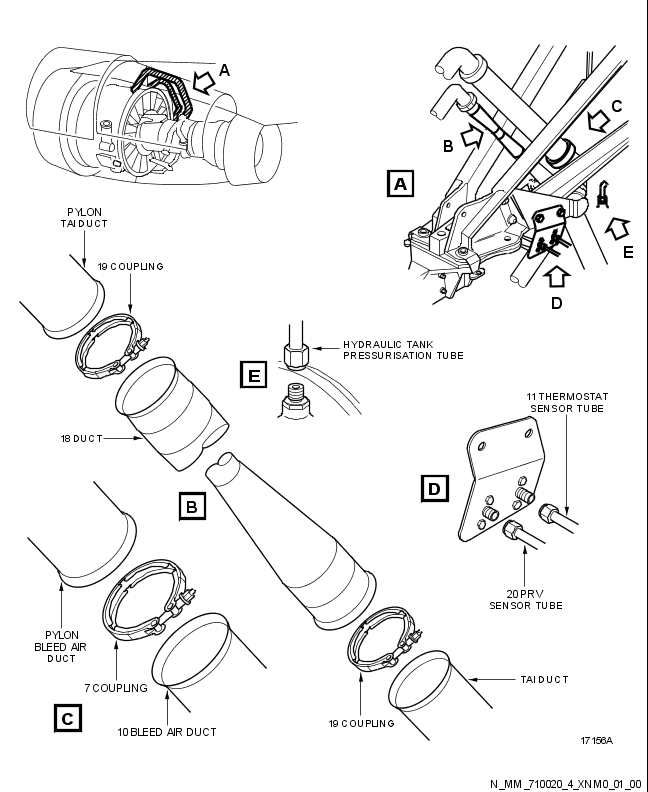 A
C
B
A
E
D
PYLON
TAI DUCT
19 COUPLING
HYDRAULIC TANK
PRESSURISATION TUBE
E
11 THERMOSTAT
SENSOR TUBE
18 DUCT
D
B
20 PRV
SENSOR TUBE
PYLON
BLEED AIR
DUCT
7 COUPLING
TAI DUCT
C
10 BLEED AIR DUCT
19 COUPLING
17156A
N_MM_710020_4_XNM0_01_00